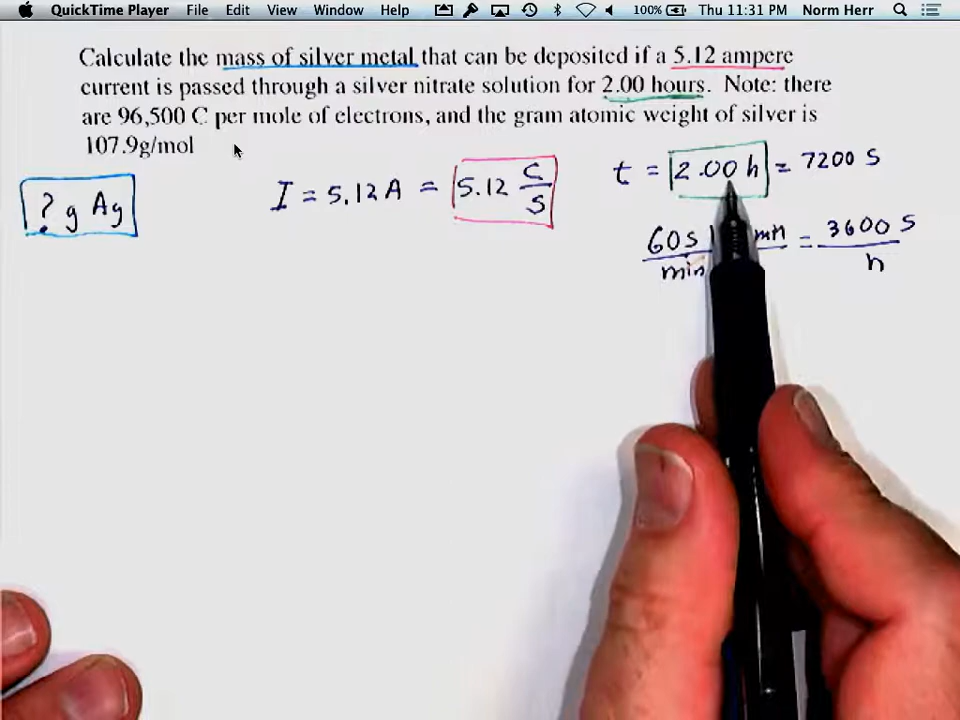 QuickTime Player File Edit View Window Help 100% Thu 11:31 PM Norm Herr
Calculate the mass of silver metal that can be deposited if a 5.12 ampere
current is passed through a silver nitrate solution for 2.00 hours. Note: there
are 96,500 C per mole of electrons, and the gram atomic weight of silver is
107.9g/mol
? g Ag
I = 5.12 A = 5.12 C/S
t = 2.00 h = 7200 S
60 s/min min = 3600 S/h